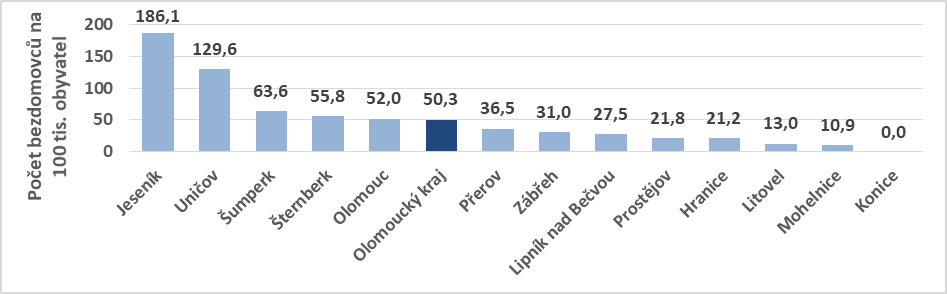 Počet bezdomovců na
100 tis. obyvatel
200
150
100
50
0
186,1
129,6
63,6
55,8
52,0
50,3
36,5
31,0
27,5
21,8
21,2
13,0
10,9
0,0
Jeseník
Uničov
Šumperk
Šternberk
Olomouc
Olomoucký kraj
Přerov
Zábřeh
Lipník nad Bečvou
Prostějov
Hranice
Litovel
Mohelnice
Konice